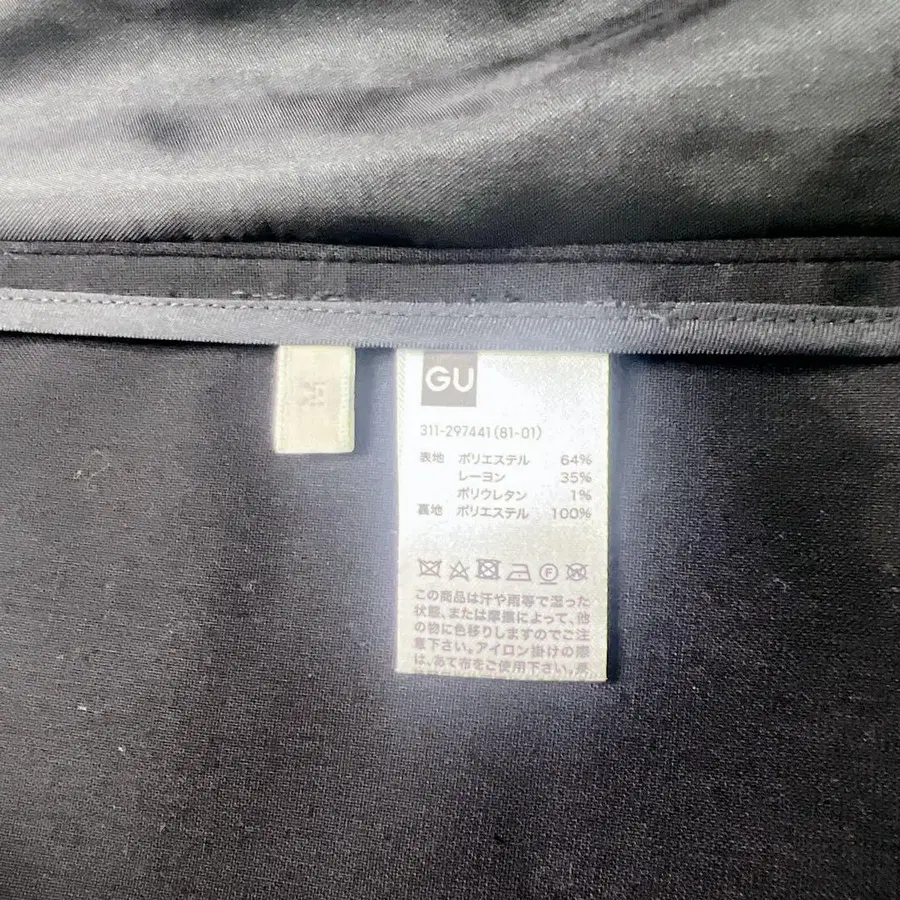 GU
311-297441(81-01)
表地 ポリエステル 64%
レーヨン 35%
ポリウレタン 1%
裏地 ポリエステル 100%
F
この商品は汗や雨等で湿った
状態、または摩擦によって、他
の物に色移りしますのでご注
意下さい。アイロン掛けの際
は、あて布をご使用下さい。